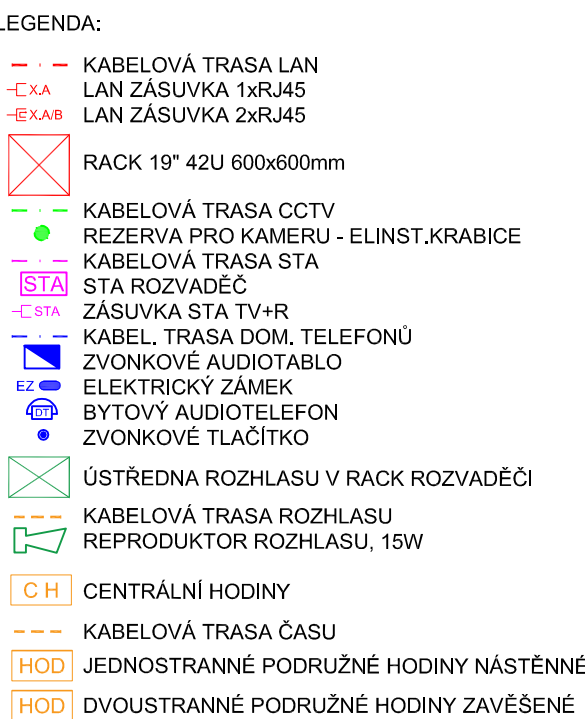 LEGENDA:
KABELOVÁ TRASA LAN
X.A LAN ZÁSUVKA 1xRJ45
X.A/B LAN ZÁSUVKA 2xRJ45
RACK 19" 42U 600x600mm
KABELOVÁ TRASA CCTV
REZERVA PRO KAMERU - ELINST.KRABICE
KABELOVÁ TRASA STA
STA STA ROZVADĚČ
STA ZÁSUVKA STA TV+R
KABEL. TRASA DOM. TELEFONŮ
ZVONKOVÉ AUDIOTABLO
EZ ELEKTRICKÝ ZÁMEK
DT BYTOVÝ AUDIOTELEFON
ZVONKOVÉ TLAČÍTKO
ÚSTŘEDNA ROZHLASU V RACK ROZVADĚČI
KABELOVÁ TRASA ROZHLASU
REPRODUKTOR ROZHLASU, 15W
C H CENTRÁLNÍ HODINY
KABELOVÁ TRASA ČASU
HOD JEDNOSTRANNÉ PODRUŽNÉ HODINY NÁSTĚNNÉ
HOD DVOUSTRANNÉ PODRUŽNÉ HODINY ZAVĚŠENÉ